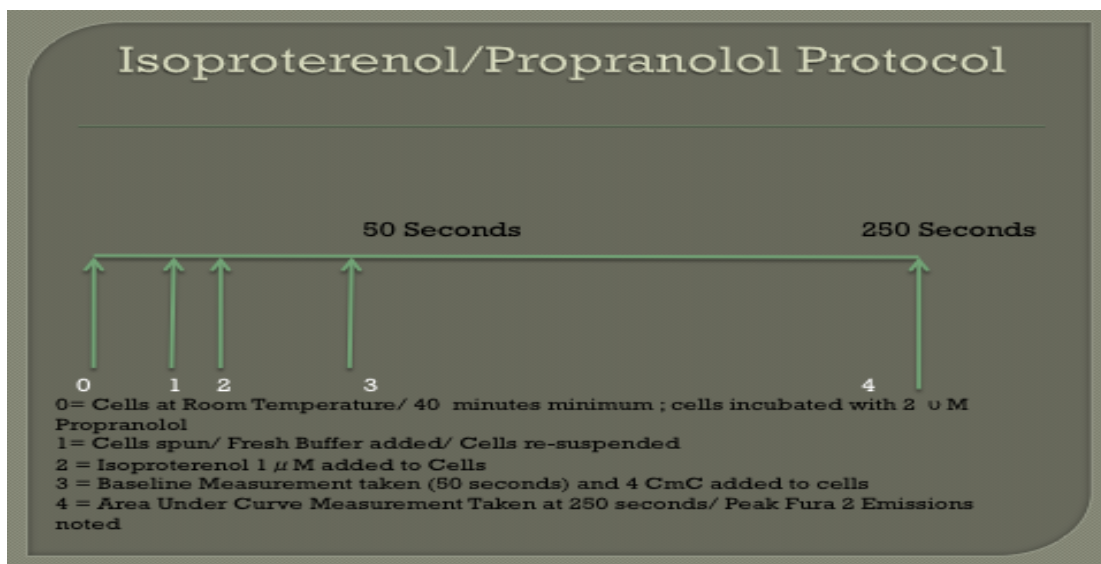 Isoproterenol/Propranolol Protocol
50 Seconds 250 Seconds
0 1 2 3 4
0= Cells at Room Temperature/ 40 minutes minimum ; cells incubated with 2 υ M
Propranolol
1= Cells spun/ Fresh Buffer added/ Cells re-suspended
2 = Isoproterenol 1 μ M added to Cells
3 = Baseline Measurement taken (50 seconds) and 4 CmC added to cells
4 = Area Under Curve Measurement Taken at 250 seconds/ Peak Fura 2 Emissions
noted